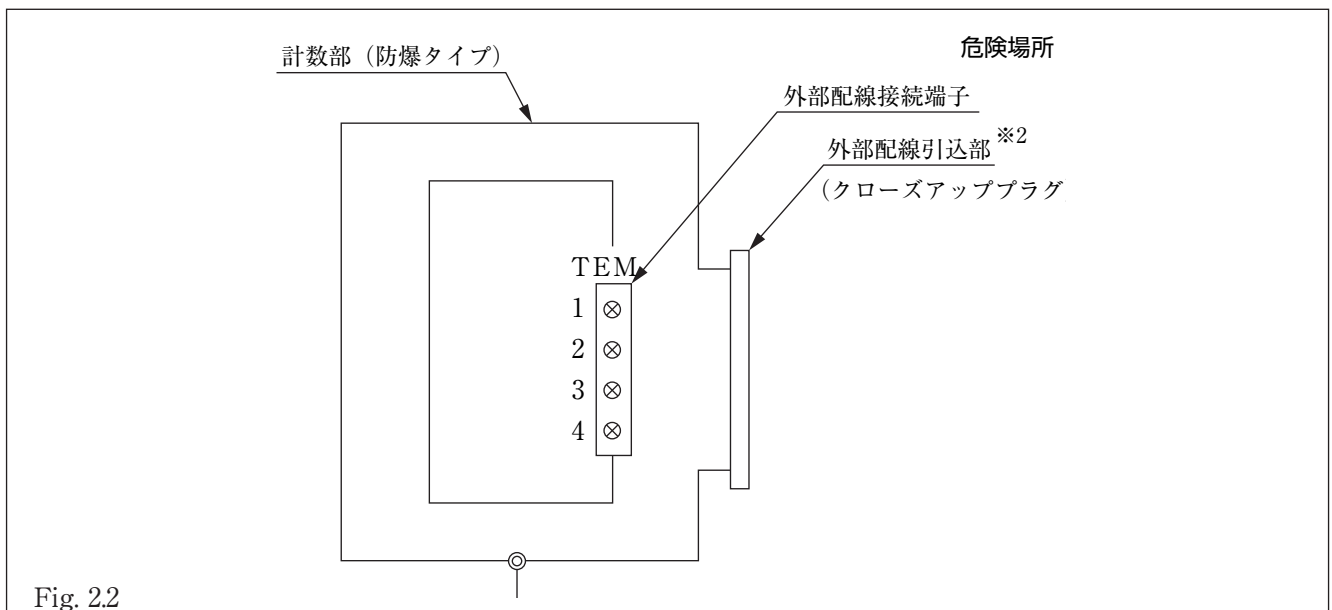 危険場所
計数部（防爆タイプ）
外部配線接続端子
外部配線引込部※2
（クローズアッププラグ
TEM
1
2
3
4
Fig. 2.2